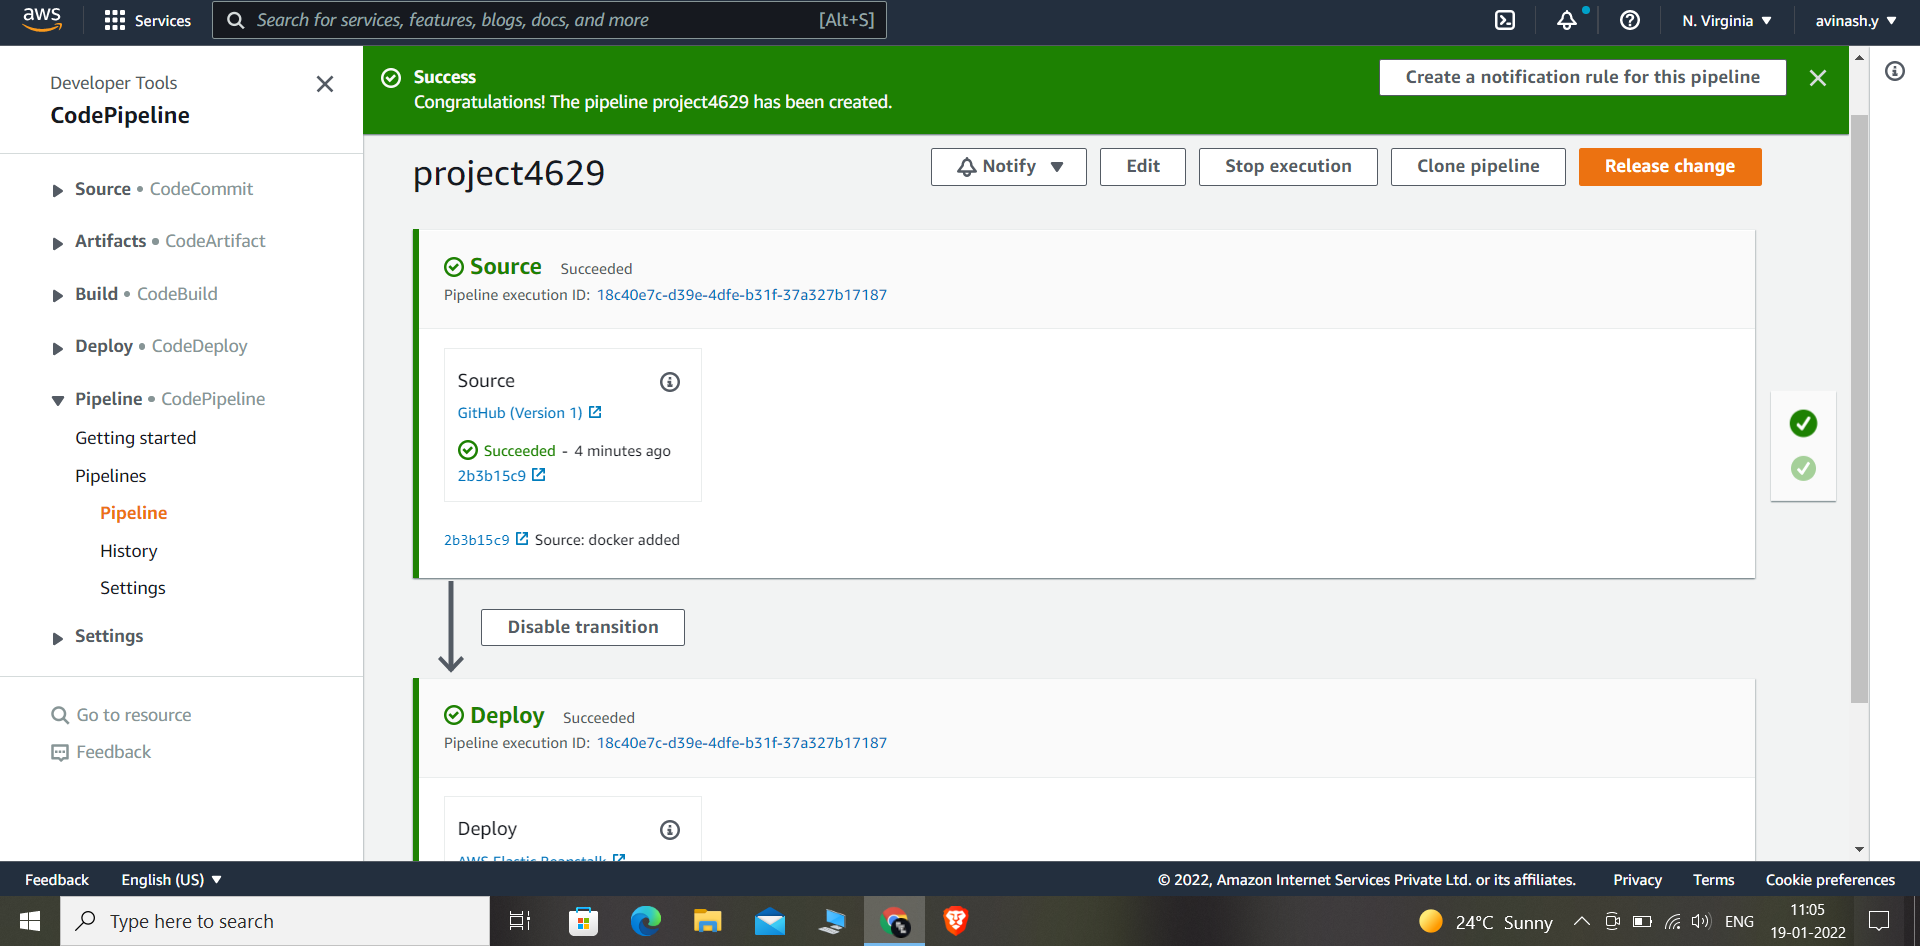 aws
Services
Search for services, features, blogs, docs, and more
[Alt+S]
N. Virginia
avinash.y
Developer Tools
CodePipeline
Source • CodeCommit
Artifacts • CodeArtifact
Build • CodeBuild
Deploy • CodeDeploy
Pipeline • CodePipeline
Getting started
Pipelines
Pipeline
History
Settings
Settings
Go to resource
Feedback
Success
Congratulations! The pipeline project4629 has been created.
Create a notification rule for this pipeline
project4629
Notify
Edit
Stop execution
Clone pipeline
Release change
Source Succeeded
Pipeline execution ID: 18c40e7c-d39e-4dfe-b31f-37a327b17187
Source
GitHub (Version 1)
Succeeded - 4 minutes ago
2b3b15c9
2b3b15c9 Source: docker added
Disable transition
Deploy Succeeded
Pipeline execution ID: 18c40e7c-d39e-4dfe-b31f-37a327b17187
Deploy
AWS Elastic Beanstalk
Feedback
English (US)
© 2022, Amazon Internet Services Private Ltd. or its affiliates.
Privacy
Terms
Cookie preferences
Type here to search
24°C Sunny
ENG
11:05
19-01-2022